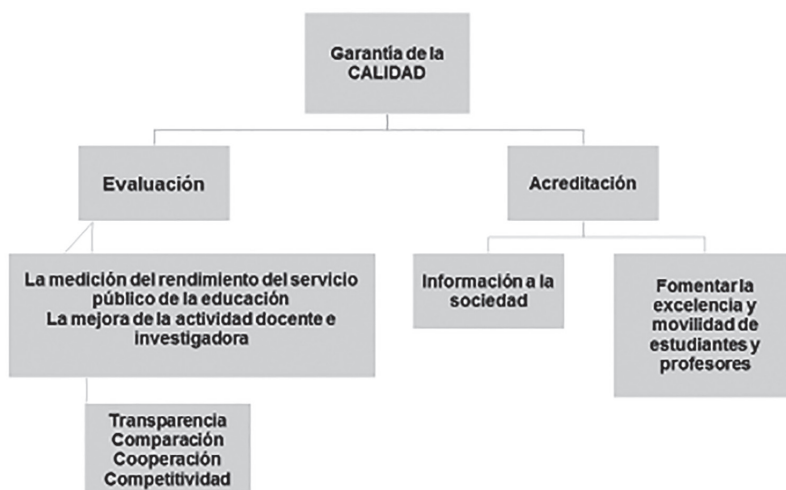 Garantía de la
CALIDAD
Evaluación
Acreditación
La medición del rendimiento del servicio
público de la educación
La mejora de la actividad docente e
investigadora
Información a la
sociedad
Fomentar la
excelencia y
movilidad de
estudiantes y
profesores
Transparencia
Comparación
Cooperación
Competitividad